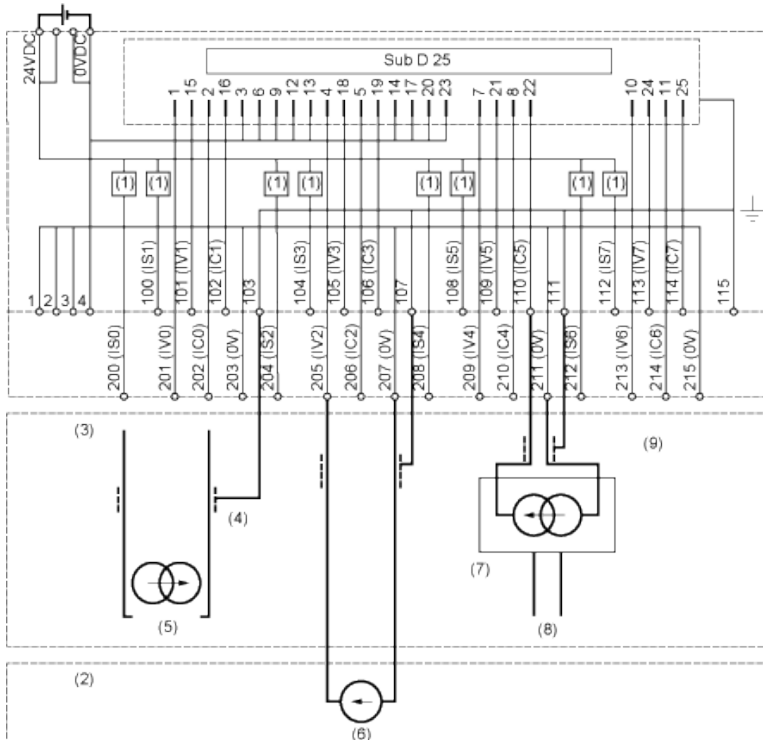 24VDC
0VDC
Sub D 25
1
15
2
16
3
6
9
12
13
4
18
5
19
14
17
20
23
7
21
8
22
10
24
11
25
(1)
(1)
(1)
(1)
(1)
(1)
(1)
(1)
1
2
3
4
100 (IS1)
101 (IV1)
102 (IC1)
103
104 (IS3)
105 (IV3)
106 (IC3)
107
108 (IS5)
109 (IV5)
110 (IC5)
111
112 (IS7)
113 (IV7)
114 (IC7)
115
200 (IS0)
201 (IV0)
202 (IC0)
203 (0V)
204 (IS2)
205 (IV2)
206 (IC2)
207 (0V)
208 (IS4)
209 (IV4)
210 (IC4)
211 (0V)
212 (IS6)
213 (IV6)
214 (IC6)
215 (0V)
(3)
(9)
(4)
(7)
(5)
(8)
(2)
(6)